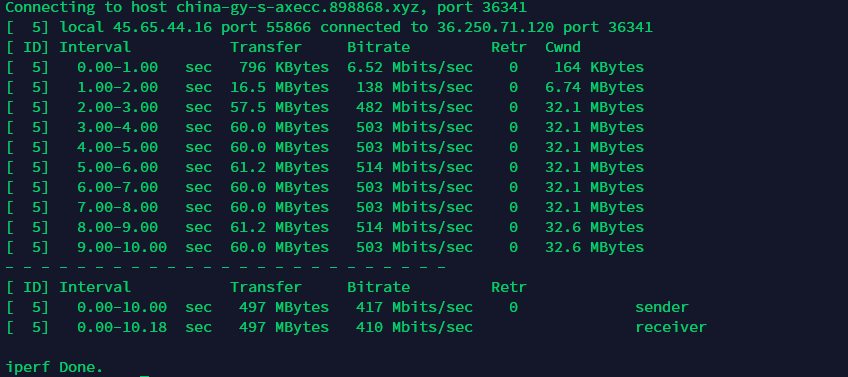 Connecting to host china-gy-s-axecc.898868.xyz, port 36341
[  5] local 45.65.44.16 port 55866 connected to 36.250.71.120 port 36341
[ ID] Interval           Transfer     Bitrate         Retr  Cwnd
[  5]   0.00-1.00   sec   796 KBytes  6.52 Mbits/sec    0    164 KBytes
[  5]   1.00-2.00   sec  16.5 MBytes   138 Mbits/sec    0   6.74 MBytes
[  5]   2.00-3.00   sec  57.5 MBytes   482 Mbits/sec    0   32.1 MBytes
[  5]   3.00-4.00   sec  60.0 MBytes   503 Mbits/sec    0   32.1 MBytes
[  5]   4.00-5.00   sec  60.0 MBytes   503 Mbits/sec    0   32.1 MBytes
[  5]   5.00-6.00   sec  61.2 MBytes   514 Mbits/sec    0   32.1 MBytes
[  5]   6.00-7.00   sec  60.0 MBytes   503 Mbits/sec    0   32.1 MBytes
[  5]   7.00-8.00   sec  60.0 MBytes   503 Mbits/sec    0   32.1 MBytes
[  5]   8.00-9.00   sec  61.2 MBytes   514 Mbits/sec    0   32.6 MBytes
[  5]   9.00-10.00  sec  60.0 MBytes   503 Mbits/sec    0   32.6 MBytes
- - - - - - - - - - - - - - - - - - - - - - - - -
[ ID] Interval           Transfer     Bitrate         Retr
[  5]   0.00-10.00  sec   497 MBytes   417 Mbits/sec    0             sender
[  5]   0.00-10.18  sec   497 MBytes   410 Mbits/sec                  receiver
iperf Done.